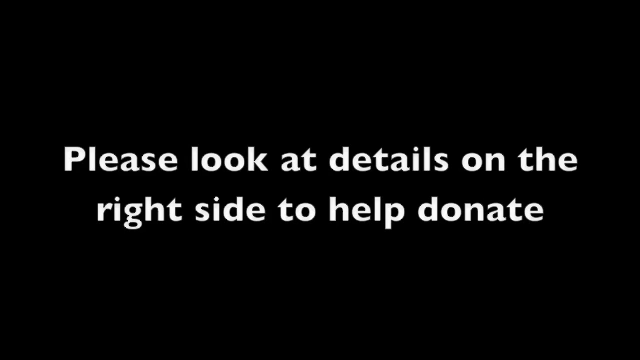 Please look at details on the
right side to help donate